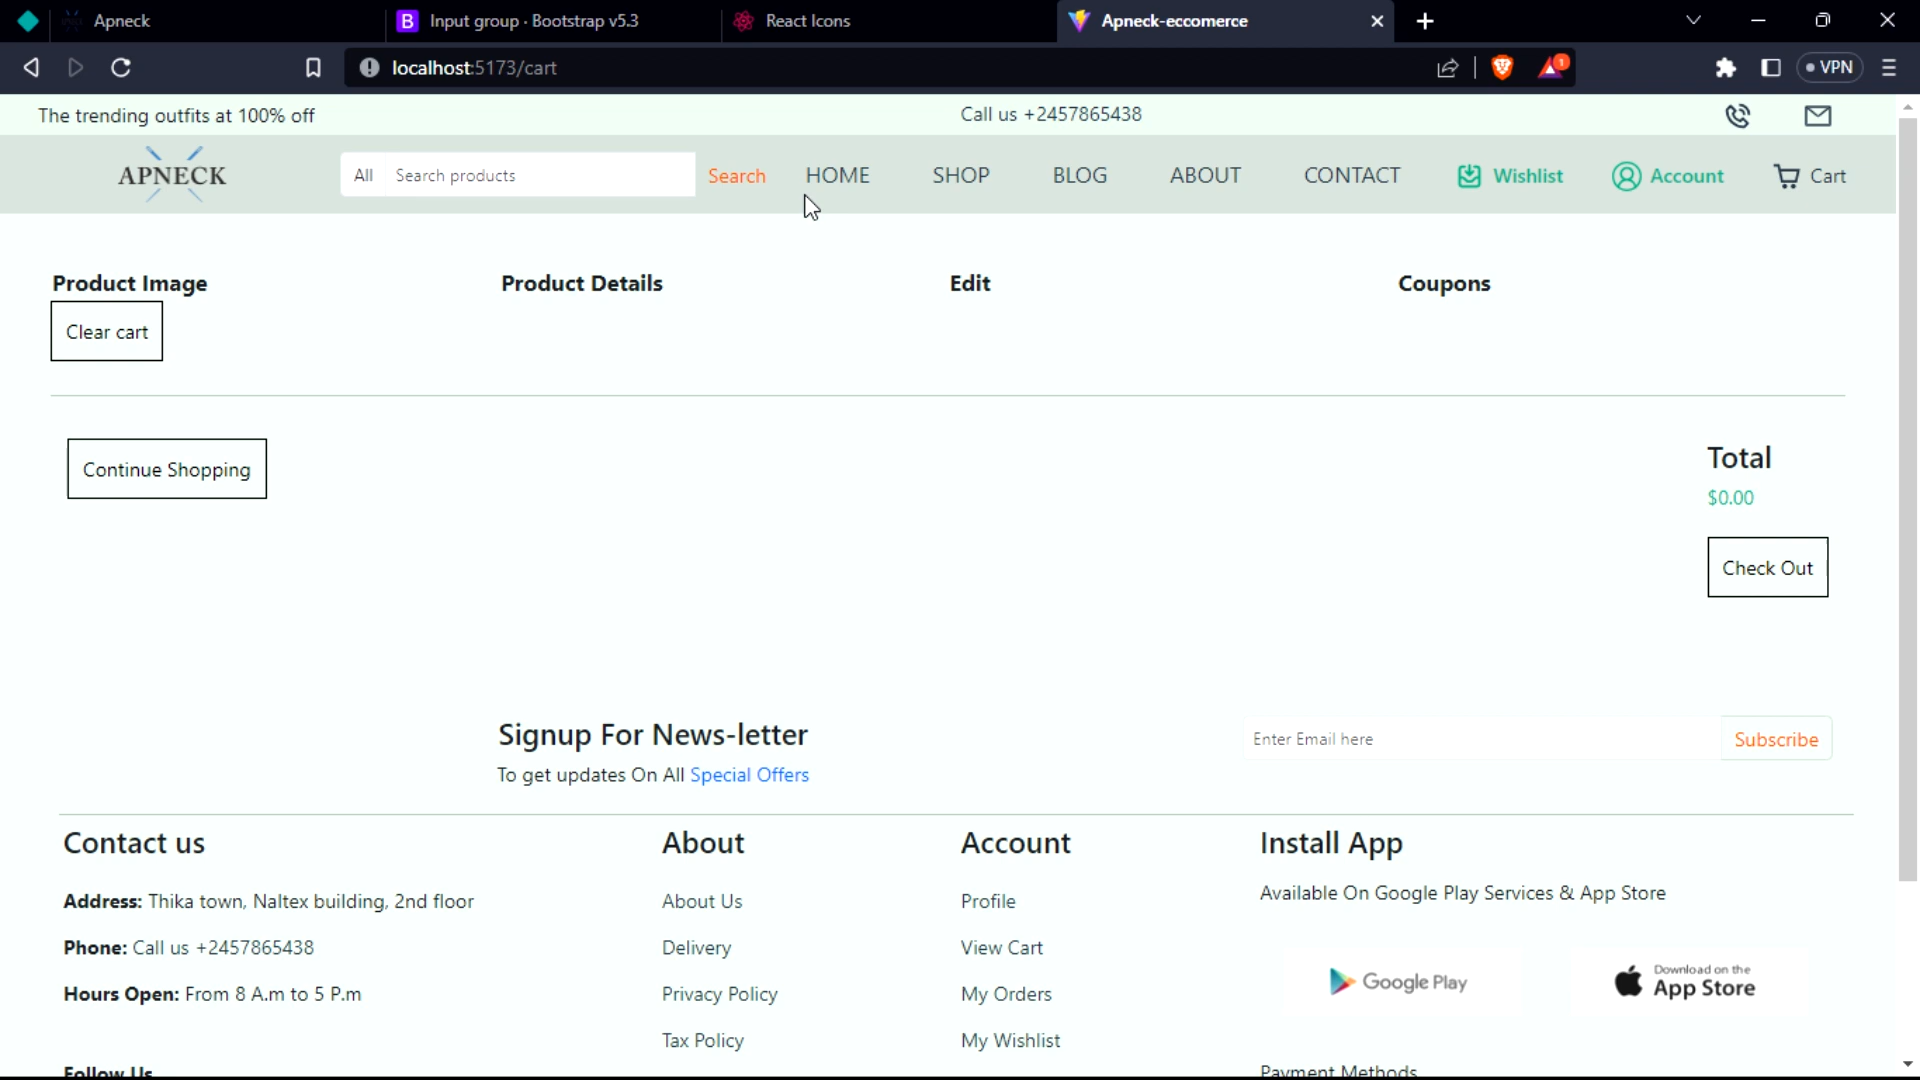 Apneck
Input group · Bootstrap v5.3
React Icons
Apneck-eccomerce
localhost:5173/cart
1
VPN
The trending outfits at 100% off
Call us +2457865438
APNECK
All
Search products
Search
HOME
SHOP
BLOG
ABOUT
CONTACT
Wishlist
Account
Cart
Product Image
Product Details
Edit
Coupons
Clear cart
Continue Shopping
Total
$0.00
Check Out
Signup For News-letter
To get updates On All Special Offers
Enter Email here
Subscribe
Contact us
Address: Thika town, Naltex building, 2nd floor
Phone: Call us +2457865438
Hours Open: From 8 A.m to 5 P.m
Follow Us
About
About Us
Delivery
Privacy Policy
Tax Policy
Account
Profile
View Cart
My Orders
My Wishlist
Install App
Available On Google Play Services & App Store
Google Play
Download on the
App Store
Payment Methods